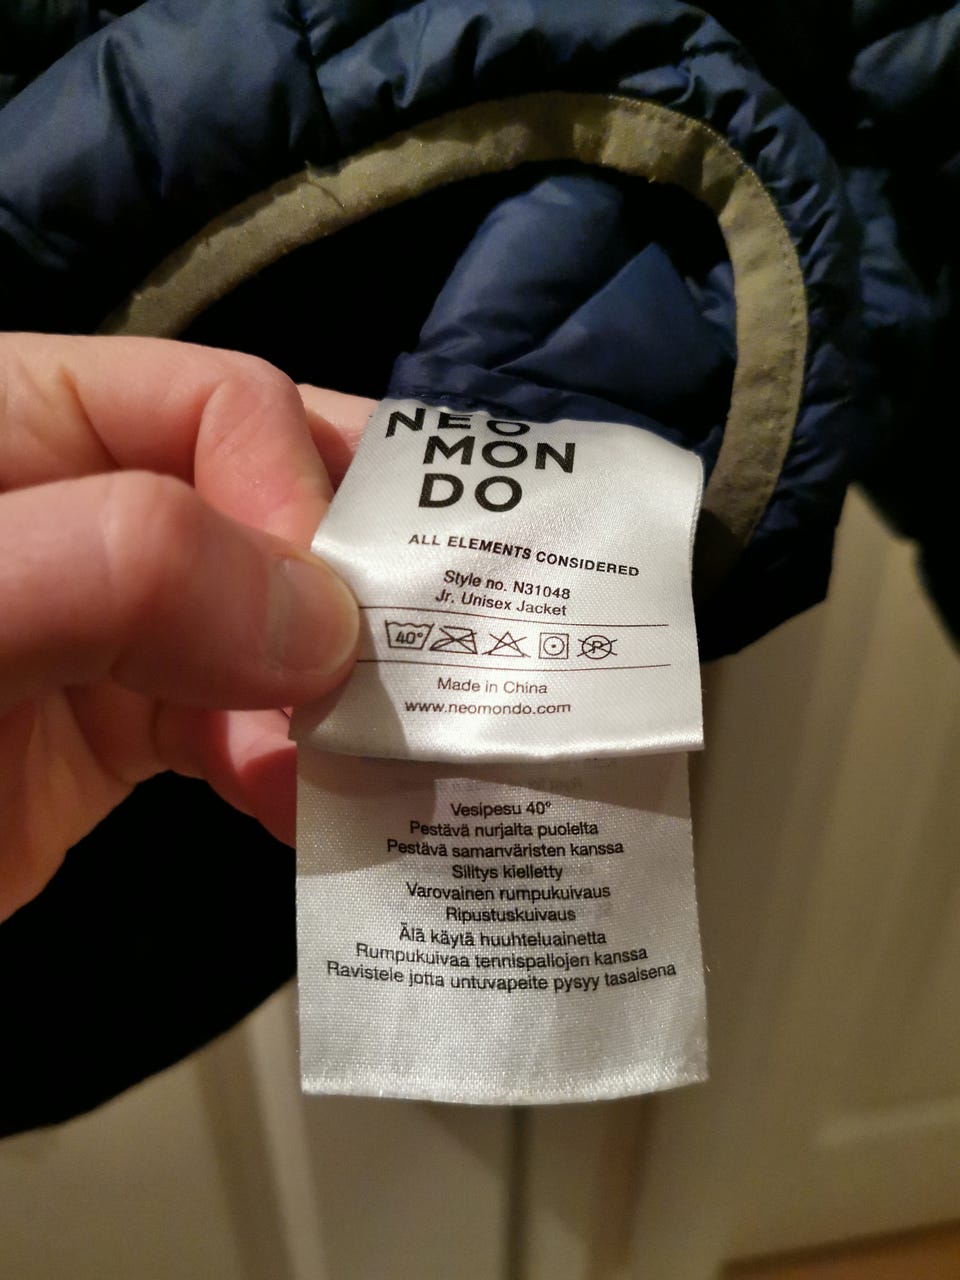 NEO
MON
DO
ALL ELEMENTS CONSIDERED
Style no. N31048
Jr. Unisex Jacket
40° P
Made in China
www.neomondo.com
Vesipesu 40°
Pestävä nurjalta puolelta
Pestävä samanväristen kanssa
Silitys kielletty
Varovainen rumpukuivaus
Ripustuskuivaus
Älä käytä huuhteluainetta
Rumpukuivaa tennispallojen kanssa
Ravistele jotta untuvapeite pysyy tasaisena